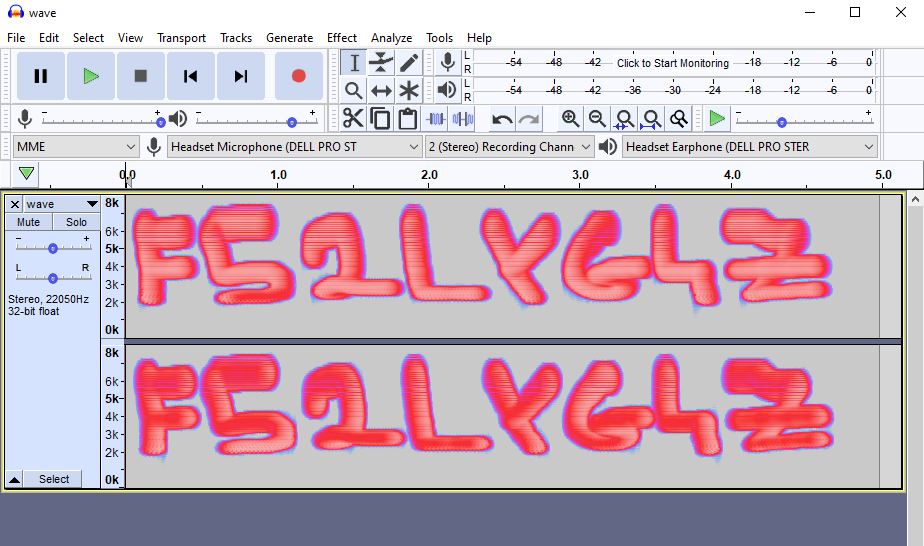 wave
File Edit Select View Transport Tracks Generate Effect Analyze Tools Help
L R -54 -48 -42 Click to Start Monitoring -18 -12 -6 0
L R -54 -48 -42 -36 -30 -24 -18 -12 -6 0
- + - +
- +
MME Headset Microphone (DELL PRO ST 2 (Stereo) Recording Chann Headset Earphone (DELL PRO STER
0.0 1.0 2.0 3.0 4.0 5.0
wave
Mute Solo
- +
L R
Stereo, 22050Hz
32-bit float
Select
8k
6k
5k
4k
3k
2k
0k
8k
6k
5k
4k
3k
2k
0k